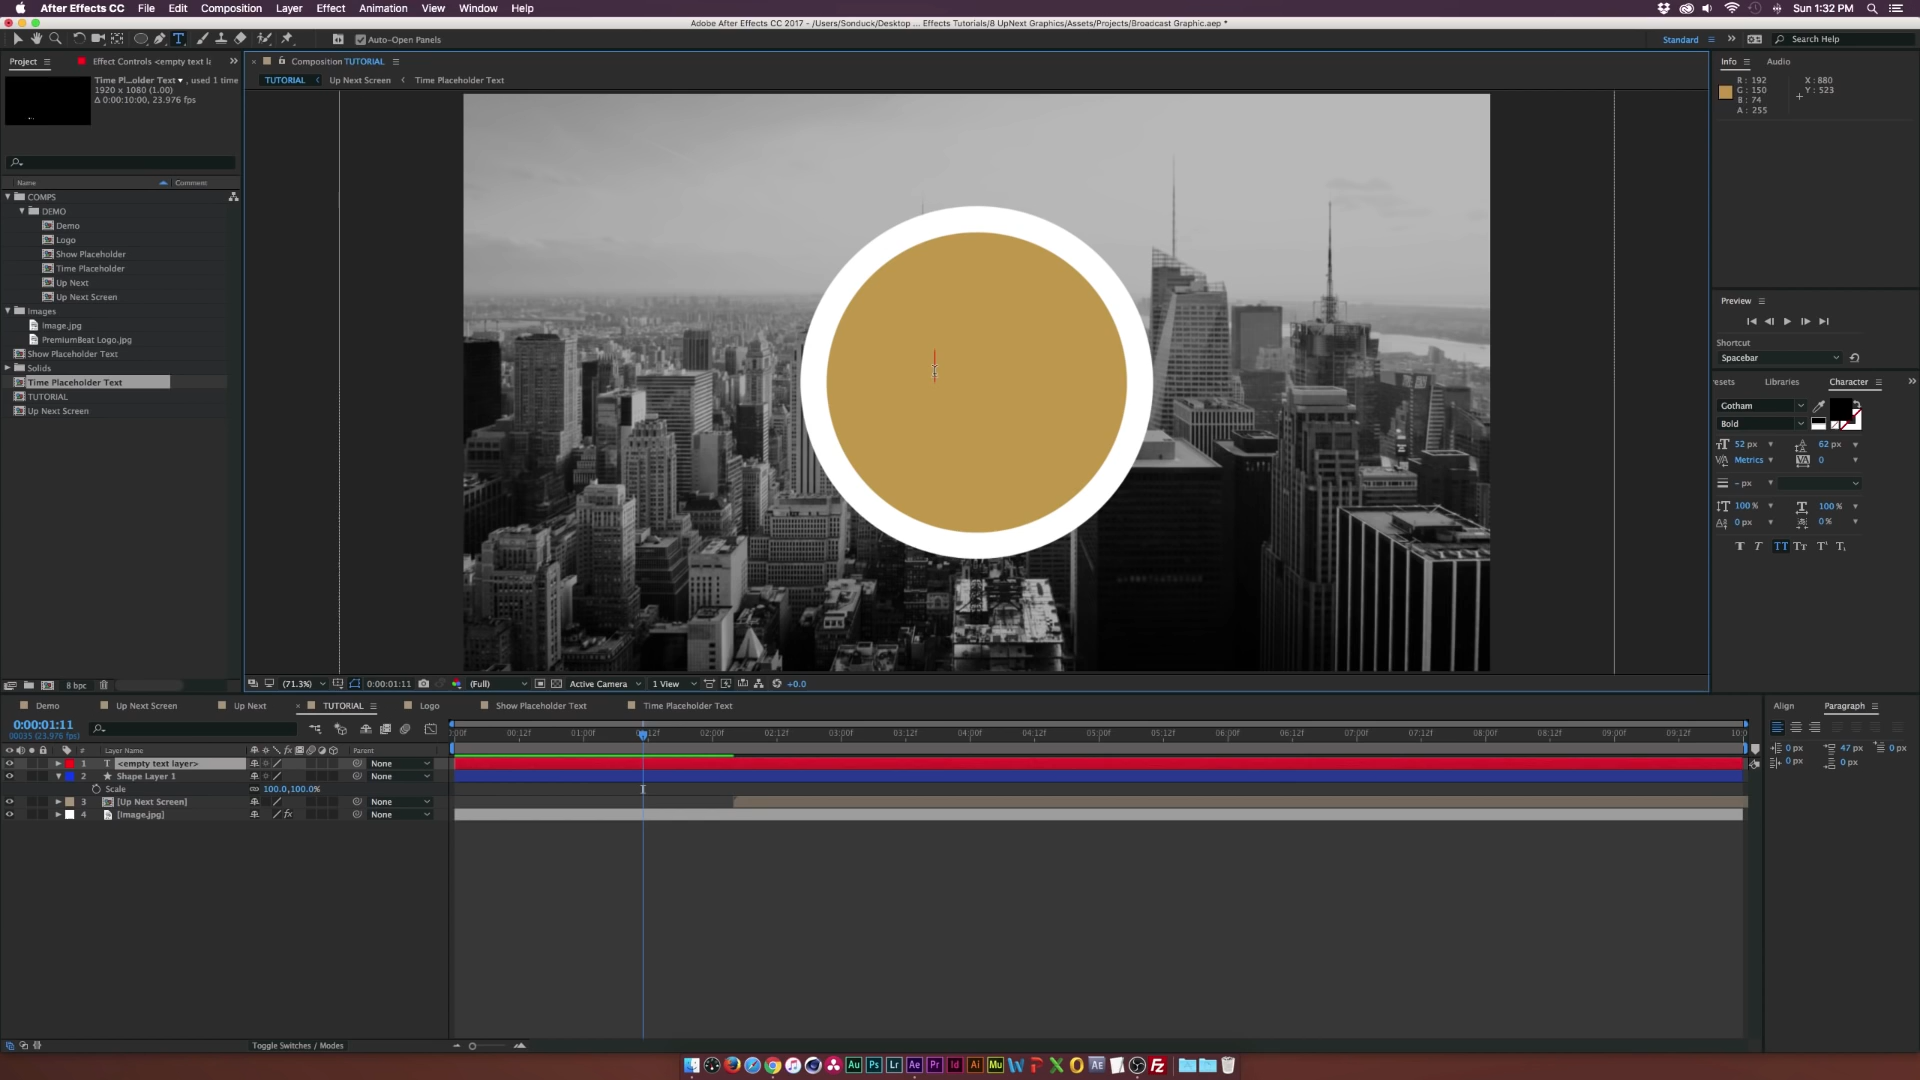 After Effects CC File Edit Composition Layer Effect Animation View Window Help Sun 1:32 PM
Adobe After Effects CC 2017 - /Users/Sonduck/Desktop ... Effects Tutorials/8 UpNext Graphics/Assets/Projects/Broadcast Graphic.aep *
Auto-Open Panels Standard Search Help
Project Effect Controls <empty text la
Composition TUTORIAL
Info Audio
Time Pl...older Text , used 1 time
1920 x 1080 (1.00)
Δ 0:00:10:00, 23.976 fps
TUTORIAL Up Next Screen Time Placeholder Text
R : 192
G : 150
B : 74
A : 255
X : 880
Y : 523
Name Comment
COMPS
DEMO
Demo
Logo
Show Placeholder
Time Placeholder
Up Next
Up Next Screen
Images
Image.jpg
PremiumBeat Logo.jpg
Show Placeholder Text
Solids
Time Placeholder Text
TUTORIAL
Up Next Screen
Preview
Shortcut
Spacebar
resets Libraries Character
Gotham
Bold
52 px 62 px
Metrics 0
- px
100 % 100 %
0 px 0 %
8 bpc
(71.3%) 0:00:01:11 (Full) Active Camera 1 View +0.0
Demo Up Next Screen Up Next TUTORIAL Logo Show Placeholder Text Time Placeholder Text
Align Paragraph
0:00:01:11
00035 (23.976 fps)
:00f 00:12f 01:00f 02:00f 02:12f 03:00f 03:12f 04:00f 04:12f 05:00f 05:12f 06:00f 06:12f 07:00f 07:12f 08:00f 08:12f 09:00f 09:12f 10:0
# Layer Name Parent
1 <empty text layer> None
2 Shape Layer 1 None
Scale 100.0,100.0%
3 [Up Next Screen] None
4 [Image.jpg] None
0 px 47 px 0 px
0 px 0 px
Toggle Switches / Modes
Au Ps Lr Ae Pr Id Ai Mu AE Fz